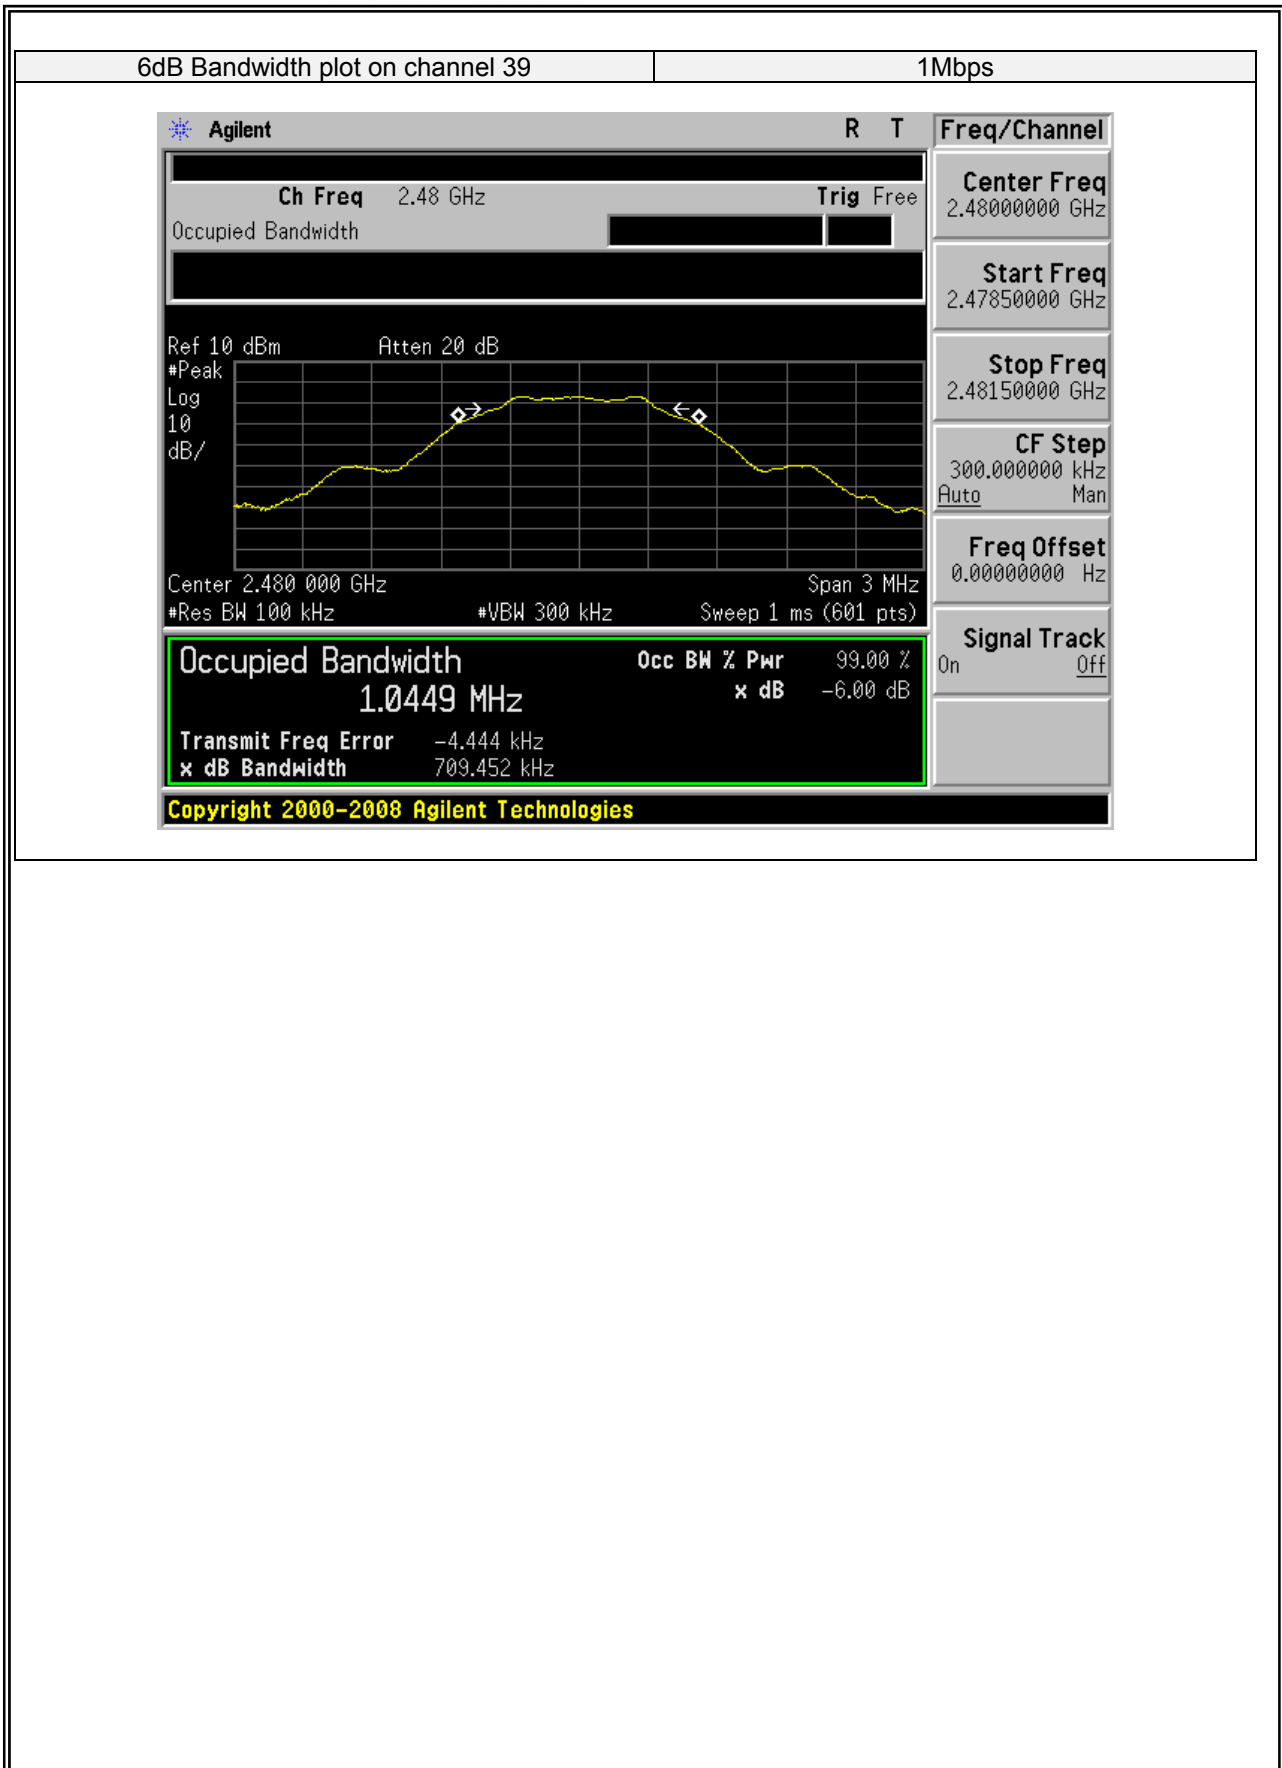 6dB Bandwidth plot on channel 39 1Mbps
Agilent R T Freq/Channel
Ch Freq 2.48 GHz Trig Free
Occupied Bandwidth
Center Freq
2.48000000 GHz
Start Freq
2.47850000 GHz
Stop Freq
2.48150000 GHz
CF Step
300.000000 kHz
Auto Man
Freq Offset
0.00000000 Hz
Signal Track
On Off
Ref 10 dBm Atten 20 dB
#Peak
Log
10
dB/
Center 2.480 000 GHz Span 3 MHz
#Res BW 100 kHz #VBW 300 kHz Sweep 1 ms (601 pts)
Occupied Bandwidth Occ BW % Pwr 99.00 %
1.0449 MHz x dB -6.00 dB
Transmit Freq Error -4.444 kHz
x dB Bandwidth 709.452 kHz
Copyright 2000-2008 Agilent Technologies